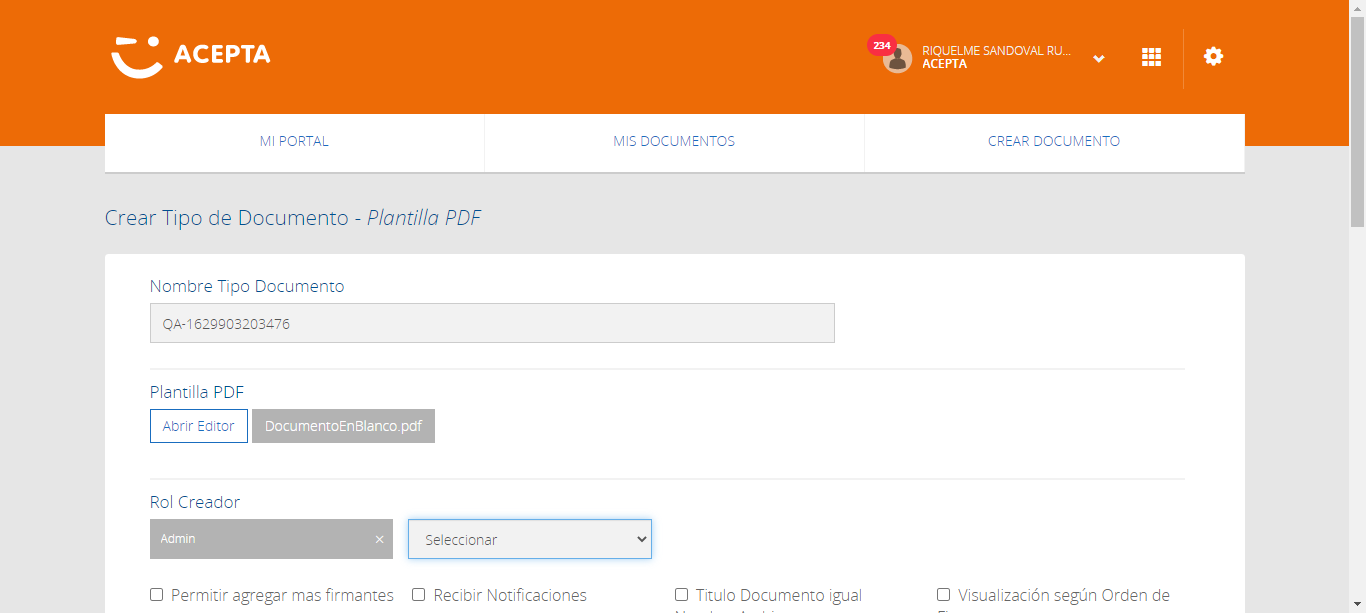 ACEPTA
234
RIQUELME SANDOVAL RU...
ACEPTA
MI PORTAL
MIS DOCUMENTOS
CREAR DOCUMENTO
Crear Tipo de Documento - Plantilla PDF
Nombre Tipo Documento
QA-1629903203476
Plantilla PDF
Abrir Editor
DocumentoEnBlanco.pdf
Rol Creador
Admin ×
Seleccionar
Permitir agregar mas firmantes
Recibir Notificaciones
Titulo Documento igual
Visualización según Orden de